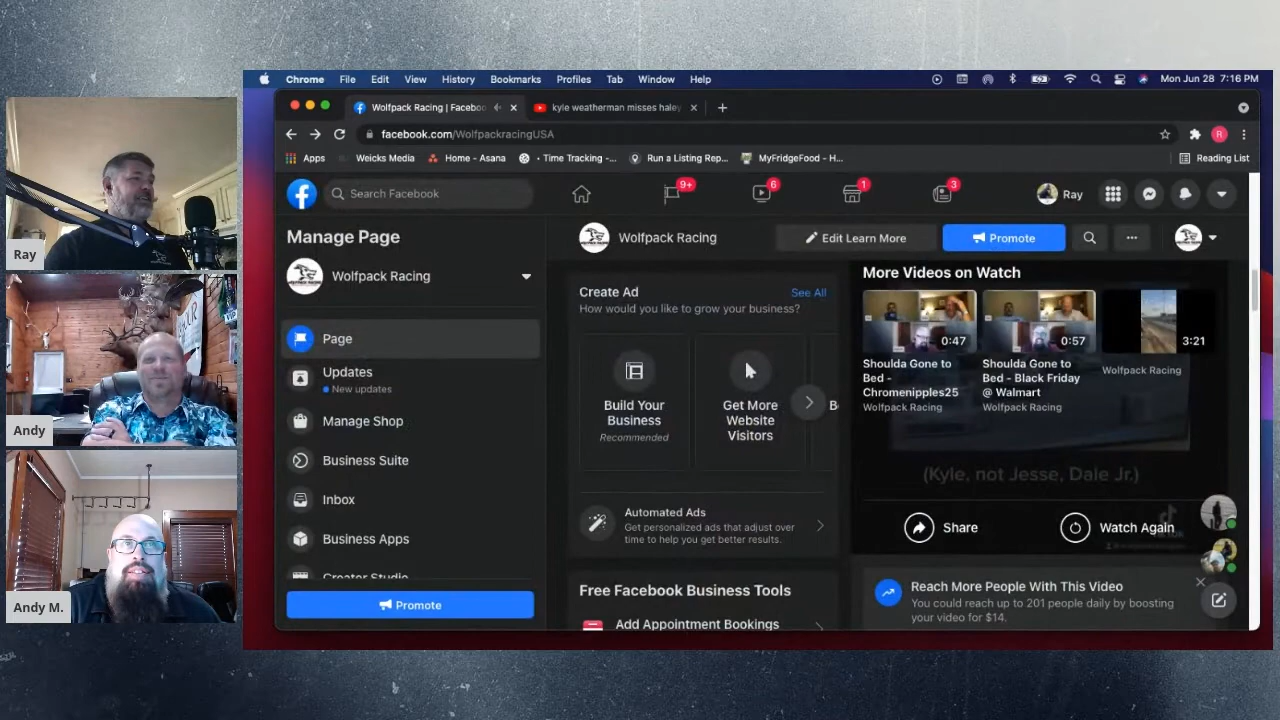 Chrome File Edit View History Bookmarks Profiles Tab Window Help Mon Jun 28 7:16 PM
Wolfpack Racing | Faceboo
kyle weatherman misses haley
facebook.com/WolfpackracingUSA
Apps Weicks Media Home - Asana · Time Tracking -... Run a Listing Rep... MyFridgeFood - H... Reading List
Search Facebook 9+ 6 1 3 Ray
Manage Page
Wolfpack Racing
Page
Updates
New updates
Manage Shop
Business Suite
Inbox
Business Apps
Creator Studio
Promote
Wolfpack Racing Edit Learn More Promote
Create Ad See All
How would you like to grow your business?
Build Your
Business
Recommended
Get More
Website
Visitors
B
Automated Ads
Get personalized ads that adjust over
time to help you get better results.
Free Facebook Business Tools
Add Appointment Bookings
More Videos on Watch
0:47
Shoulda Gone to
Bed -
Chromenipples25
Wolfpack Racing
0:57
Shoulda Gone to
Bed - Black Friday
@ Walmart
Wolfpack Racing
3:21
Wolfpack Racing
(Kyle, not Jesse, Dale Jr.)
Share
Watch Again
Reach More People With This Video
You could reach up to 201 people daily by boosting
your video for $14.
Ray
Andy
Andy M.